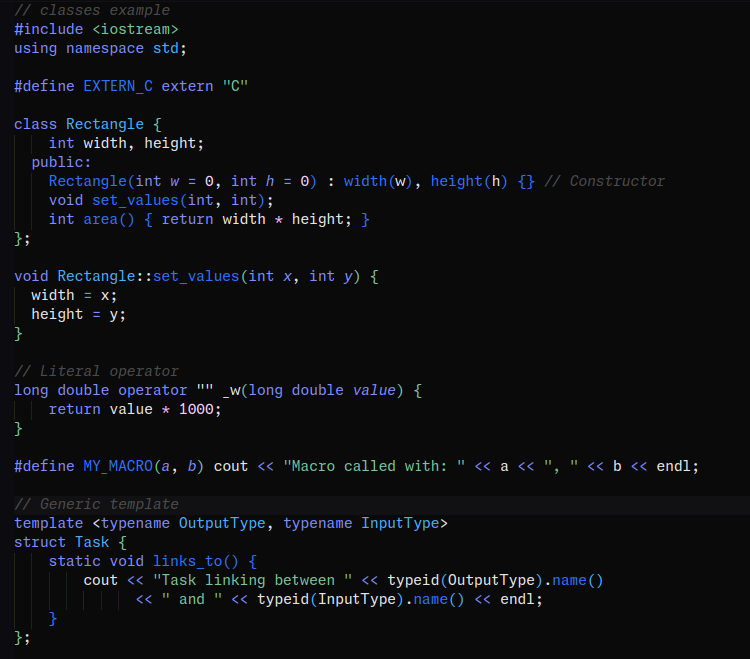 // classes example
#include <iostream>
using namespace std;

#define EXTERN_C extern "C"

class Rectangle {
    int width, height;
  public:
    Rectangle(int w = 0, int h = 0) : width(w), height(h) {} // Constructor
    void set_values(int, int);
    int area() { return width * height; }
};

void Rectangle::set_values(int x, int y) {
  width = x;
  height = y;
}

// Literal operator
long double operator "" _w(long double value) {
    return value * 1000;
}

#define MY_MACRO(a, b) cout << "Macro called with: " << a << ", " << b << endl;

// Generic template
template <typename OutputType, typename InputType>
struct Task {
    static void links_to() {
        cout << "Task linking between " << typeid(OutputType).name()
              << " and " << typeid(InputType).name() << endl;
    }
};